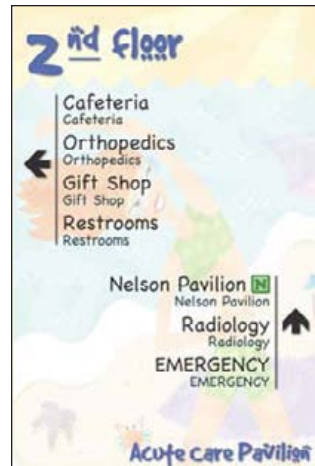 2nd floor
Cafeteria
Cafeteria
Orthopedics
Orthopedics
Gift Shop
Gift Shop
Restrooms
Restrooms
Nelson Pavilion N
Nelson Pavilion
Radiology
Radiology
EMERGENCY
EMERGENCY
Acute care Pavilion